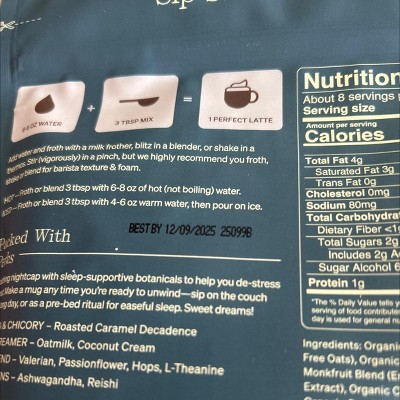 6-8 OZ WATER
+
3 TBSP MIX
=
1 PERFECT LATTE
Add water and froth with a milk frother, blitz in a blender, or shake in a
thermos. Stir (vigorously) in a pinch, but we highly recommend you froth,
shake or blend for barista texture & foam.
HOT – Froth or blend 3 tbsp with 6-8 oz of hot (not boiling) water.
ICED – Froth or blend 3 tbsp with 4-6 oz warm water, then pour on ice.
BEST BY 12/09/2025 25099B
Packed With
nightcap with sleep-supportive botanicals to help you de-stress
Make a mug any time you're ready to unwind—sip on the couch
day, or as a pre-bed ritual for easeful sleep. Sweet dreams!
& CHICORY – Roasted Caramel Decadence
– Oatmilk, Coconut Cream
– Valerian, Passionflower, Hops, L-Theanine
– Ashwagandha, Reishi
Nutrition
About 8 servings
Serving size
Amount per serving
Calories
Total Fat 4g
Saturated Fat 3g
Trans Fat 0g
Cholesterol 0mg
Sodium 80mg
Total Carbohydrat
Dietary Fiber <1
Total Sugars 2g
Includes 2g
Sugar Alcohol
Protein 1g
*The % Daily Value tells
serving of food contribute
day is used for general
Ingredients: Organic
Free Oats), Organic
Monkfruit Blend
Extract), Organic